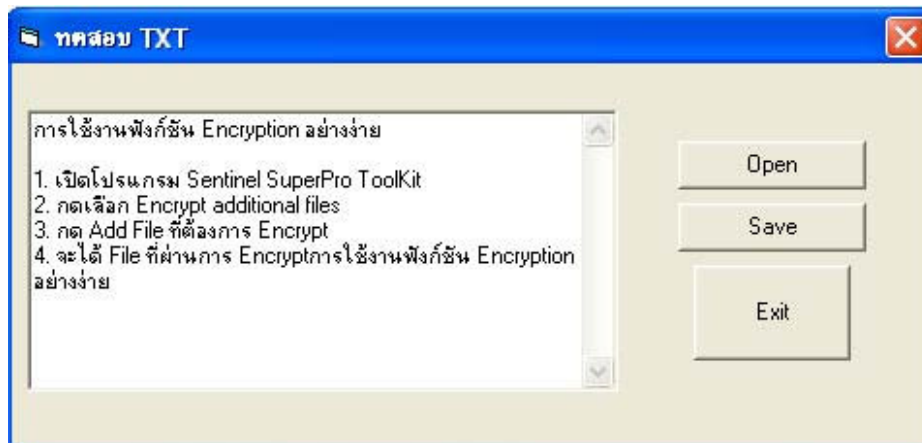 ทดสอบ TXT
การใช้งานฟังก์ชัน Encryption อย่างง่าย
1. เปิดโปรแกรม Sentinel SuperPro ToolKit
2. กดเลือก Encrypt additional files
3. กด Add File ที่ต้องการ Encrypt
4. จะได้ File ที่ผ่านการ Encryptการใช้งานฟังก์ชัน Encryption
อย่างง่าย
Open
Save
Exit